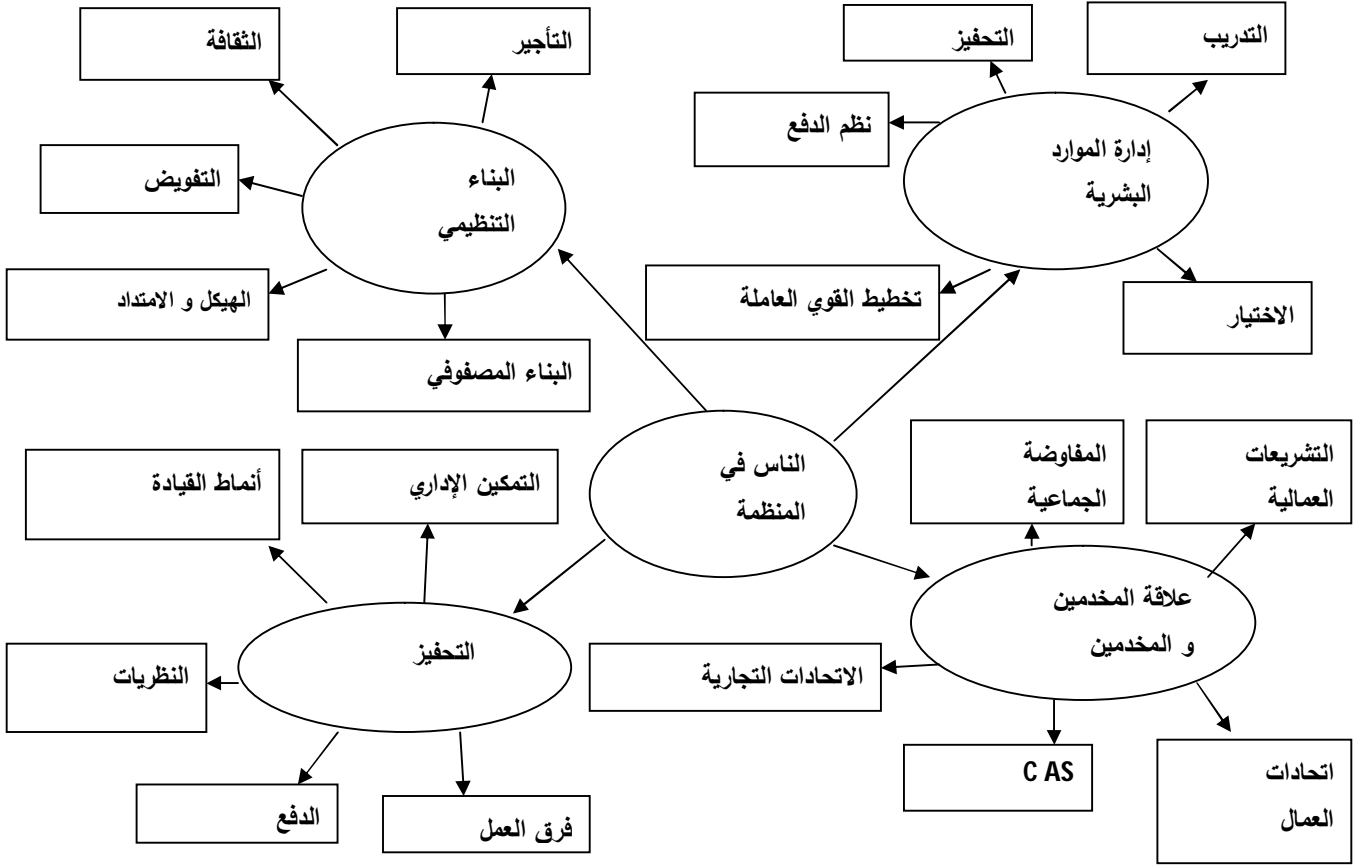 الثقافة
التأجير
التحفيز
التدريب
نظم الدفع
إدارة الموارد
البشرية
البناء
التنظيمي
التفويض
الهيكل و الامتداد
تخطيط القوي العاملة
الاختيار
البناء المصفوفي
الناس في
المنظمة
أنماط القيادة
التمكين الإداري
المفاوضة
الجماعية
التشريعات
العمالية
علاقة المخدمين
و المخدمين
التحفيز
النظريات
الاتحادات التجارية
C AS
اتحادات
العمال
الدفع
فرق العمل